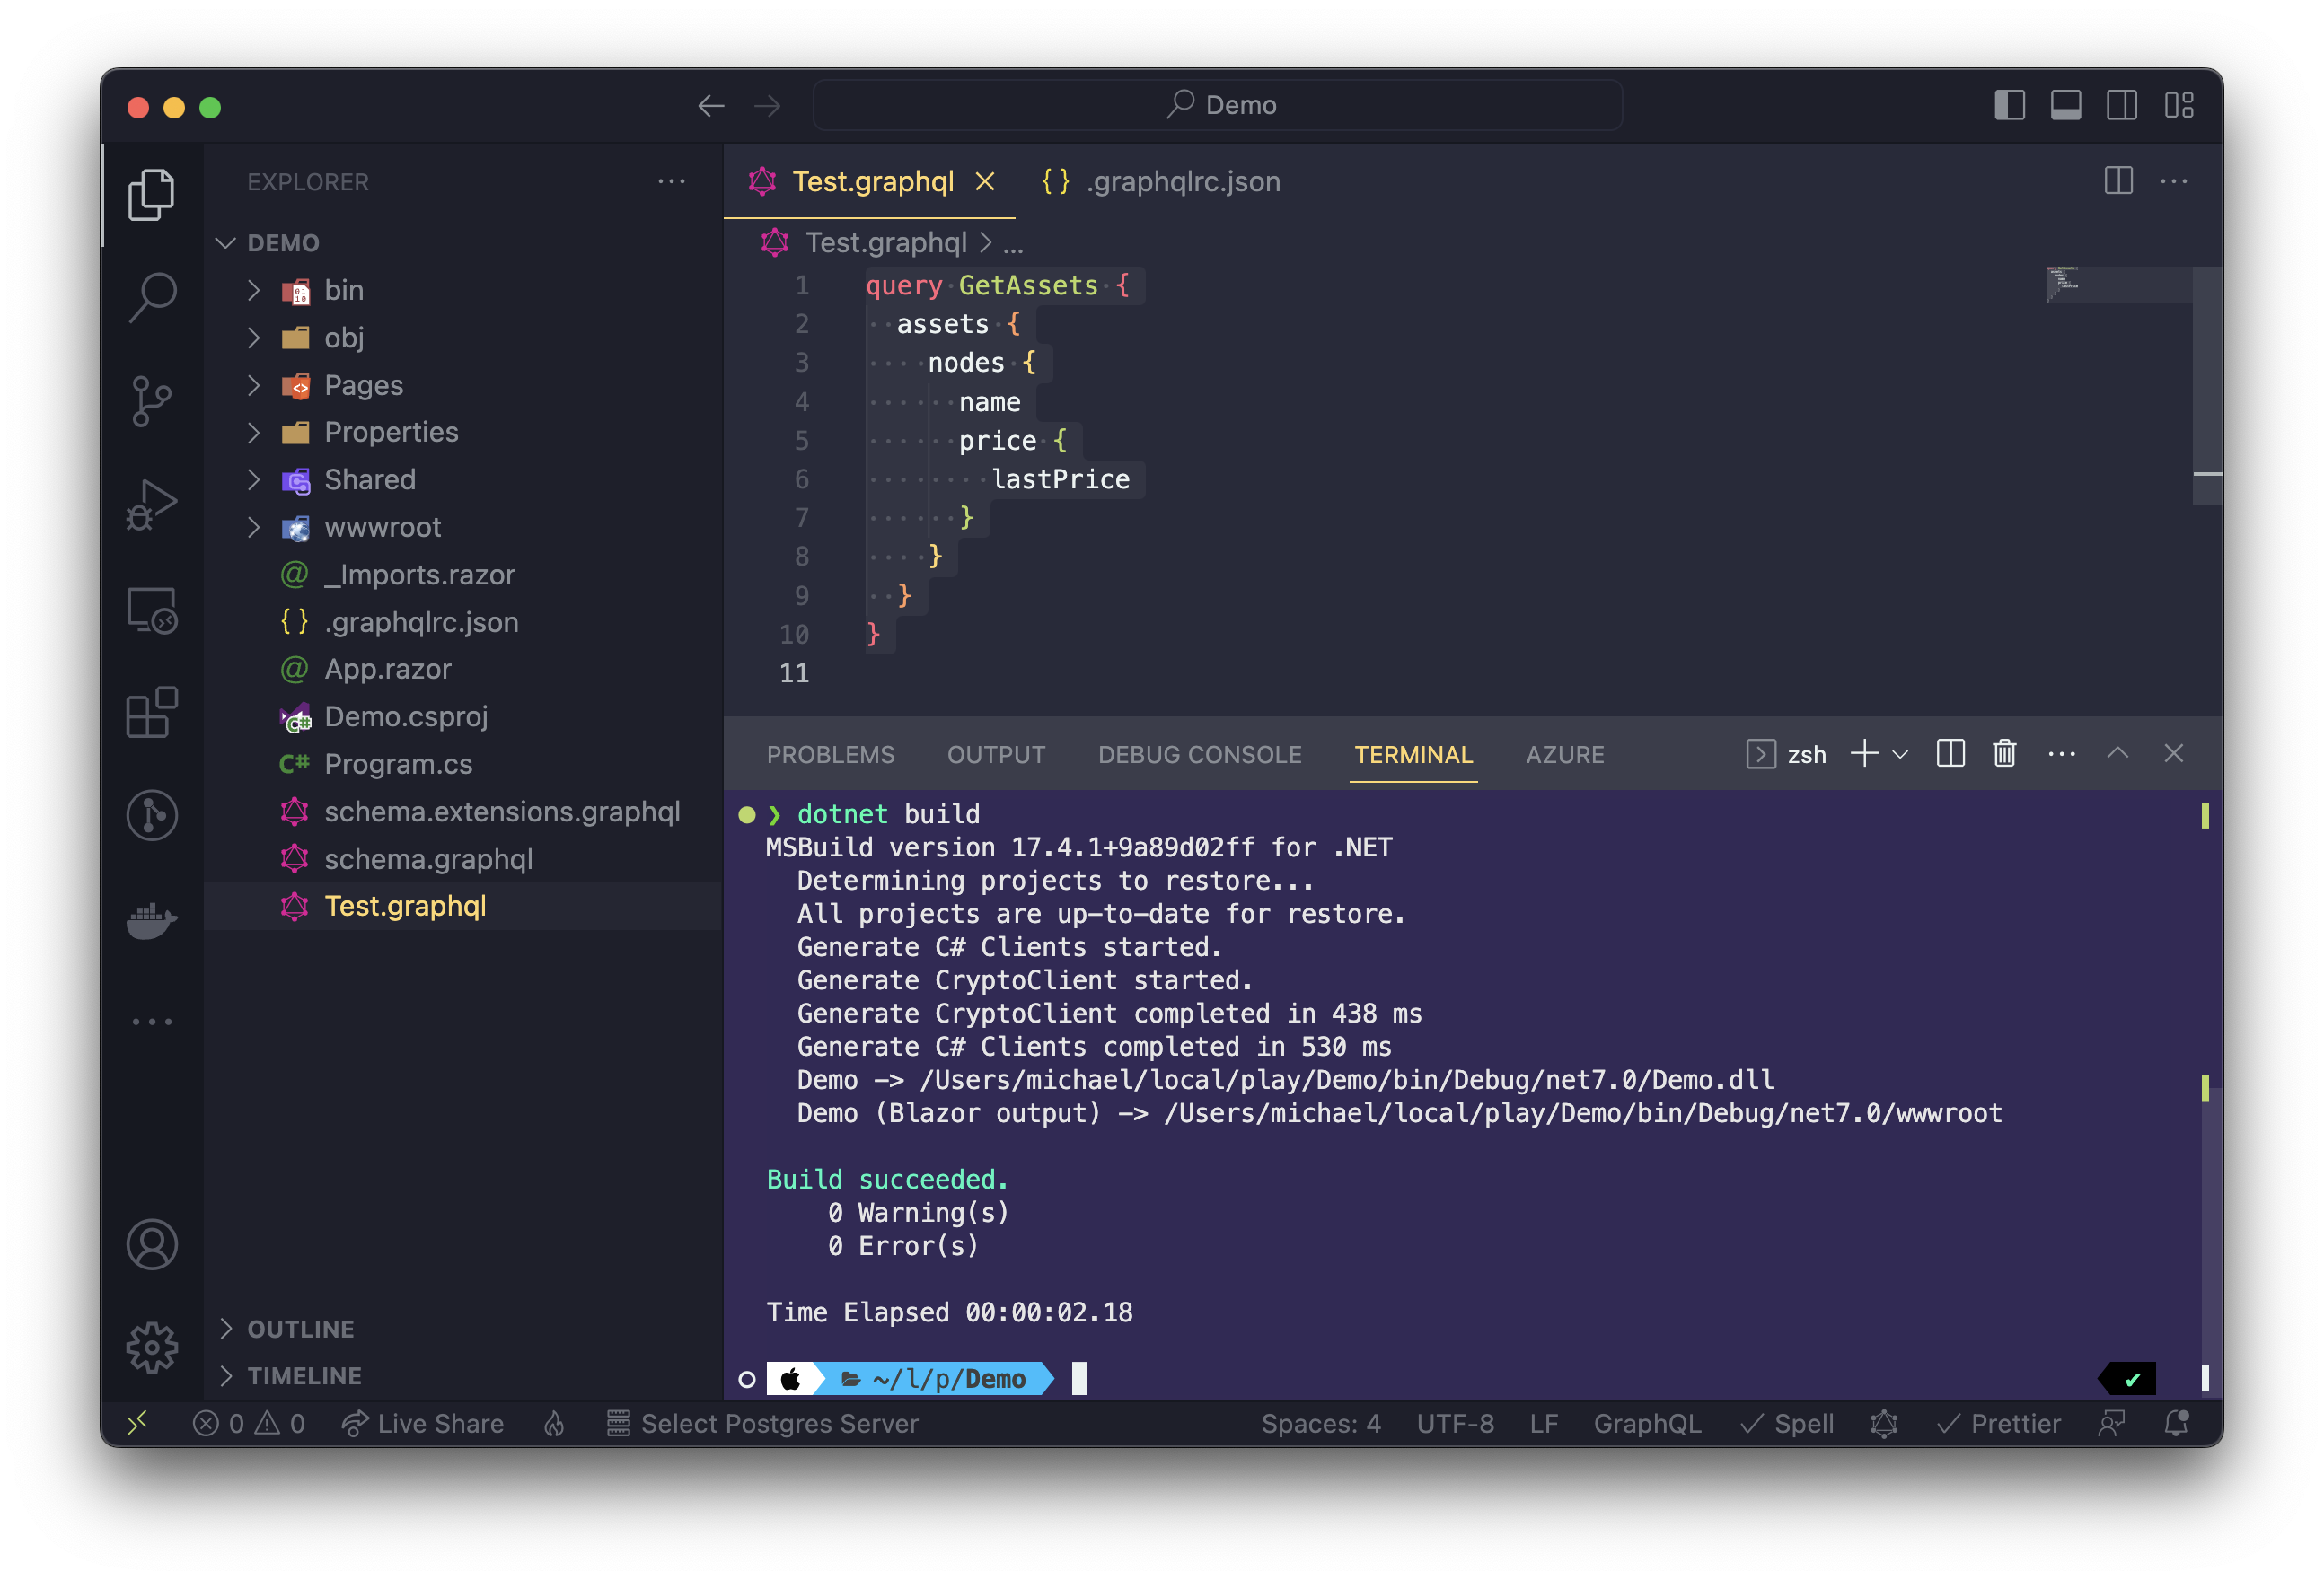 Demo
EXPLORER
DEMO
bin
obj
Pages
Properties
Shared
wwwroot
_Imports.razor
.graphqlrc.json
App.razor
Demo.csproj
Program.cs
schema.extensions.graphql
schema.graphql
Test.graphql
OUTLINE
TIMELINE
Test.graphql
{ } .graphqlrc.json
Test.graphql > ...
1 query GetAssets {
2 assets {
3 nodes {
4 name
5 price {
6 lastPrice
7 }
8 }
9 }
10 }
11
PROBLEMS OUTPUT DEBUG CONSOLE TERMINAL AZURE zsh
❯ dotnet build
MSBuild version 17.4.1+9a89d02ff for .NET
Determining projects to restore...
All projects are up-to-date for restore.
Generate C# Clients started.
Generate CryptoClient started.
Generate CryptoClient completed in 438 ms
Generate C# Clients completed in 530 ms
Demo -> /Users/michael/local/play/Demo/bin/Debug/net7.0/Demo.dll
Demo (Blazor output) -> /Users/michael/local/play/Demo/bin/Debug/net7.0/wwwroot
Build succeeded.
0 Warning(s)
0 Error(s)
Time Elapsed 00:00:02.18
~/l/p/Demo
0 0 Live Share Select Postgres Server Spaces: 4 UTF-8 LF GraphQL Spell Prettier